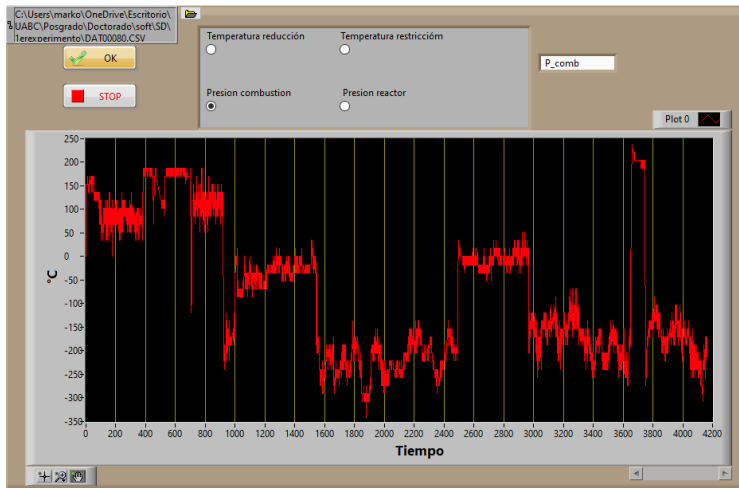 C:\Users\marko\OneDrive\Escritorio\
UABC\Posgrado\Doctorado\soft\SD\
1erexperimento\DAT00080.CSV
OK
STOP
Temperatura reducción
Temperatura restriccióm
Presion combustion
Presion reactor
P_comb
Plot 0
250
200
150
100
50
0
-50
-100
-150
-200
-250
-300
-350
°C
0 200 400 600 800 1000 1200 1400 1600 1800 2000 2200 2400 2600 2800 3000 3200 3400 3600 3800 4000 4200
Tiempo